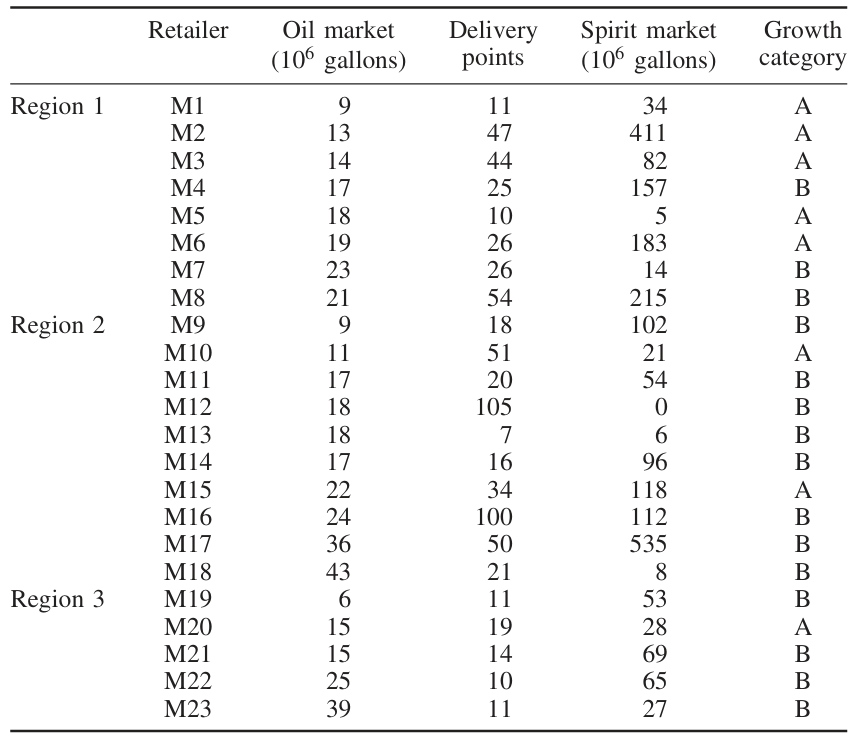 Retailer Oil market Delivery Spirit market Growth
(10⁶ gallons) points (10⁶ gallons) category
Region 1 M1 9 11 34 A
M2 13 47 411 A
M3 14 44 82 A
M4 17 25 157 B
M5 18 10 5 A
M6 19 26 183 A
M7 23 26 14 B
M8 21 54 215 B
Region 2 M9 9 18 102 B
M10 11 51 21 A
M11 17 20 54 B
M12 18 105 0 B
M13 18 7 6 B
M14 17 16 96 B
M15 22 34 118 A
M16 24 100 112 B
M17 36 50 535 B
M18 43 21 8 B
Region 3 M19 6 11 53 B
M20 15 19 28 A
M21 15 14 69 B
M22 25 10 65 B
M23 39 11 27 B